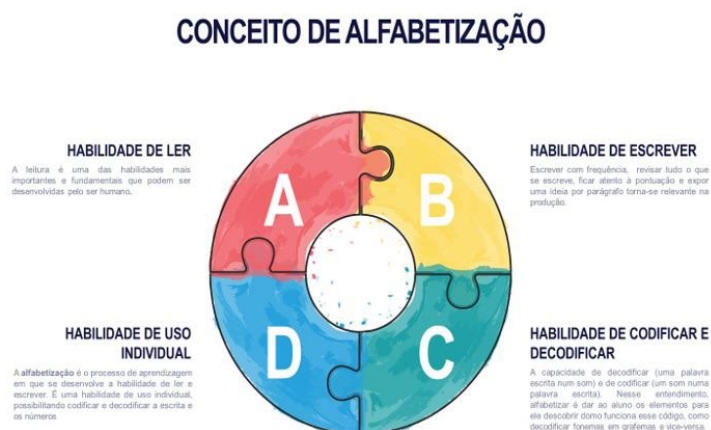 CONCEITO DE ALFABETIZAÇÃO
HABILIDADE DE LER
A leitura é uma das habilidades mais
importantes e fundamentais que podem ser
desenvolvidas pelo ser humano.
A
B
HABILIDADE DE ESCREVER
Escrever com frequência, revisar tudo o que
se escreve, ficar atento à pontuação e expor
uma ideia por parágrafo torna-se relevante na
produção.
HABILIDADE DE USO
INDIVIDUAL
A alfabetização é o processo de aprendizagem
em que se desenvolve a habilidade de ler e
escrever. É uma habilidade de uso individual,
possibilitando codificar e decodificar a escrita e
os números
D
C
HABILIDADE DE CODIFICAR E
DECODIFICAR
A capacidade de decodificar (uma palavra
escrita num som) e de codificar (um som numa
palavra escrita). Nesse entendimento,
alfabetizar é dar ao aluno os elementos para
ele descobrir domo funciona esse código, como
decodificar fonemas em grafemas e vice-versa.